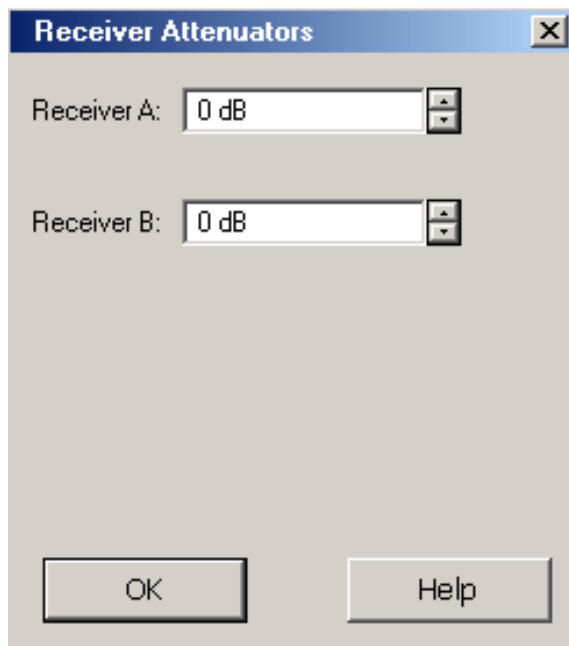 Receiver Attenuators
Receiver A: 0 dB
Receiver B: 0 dB
OK Help